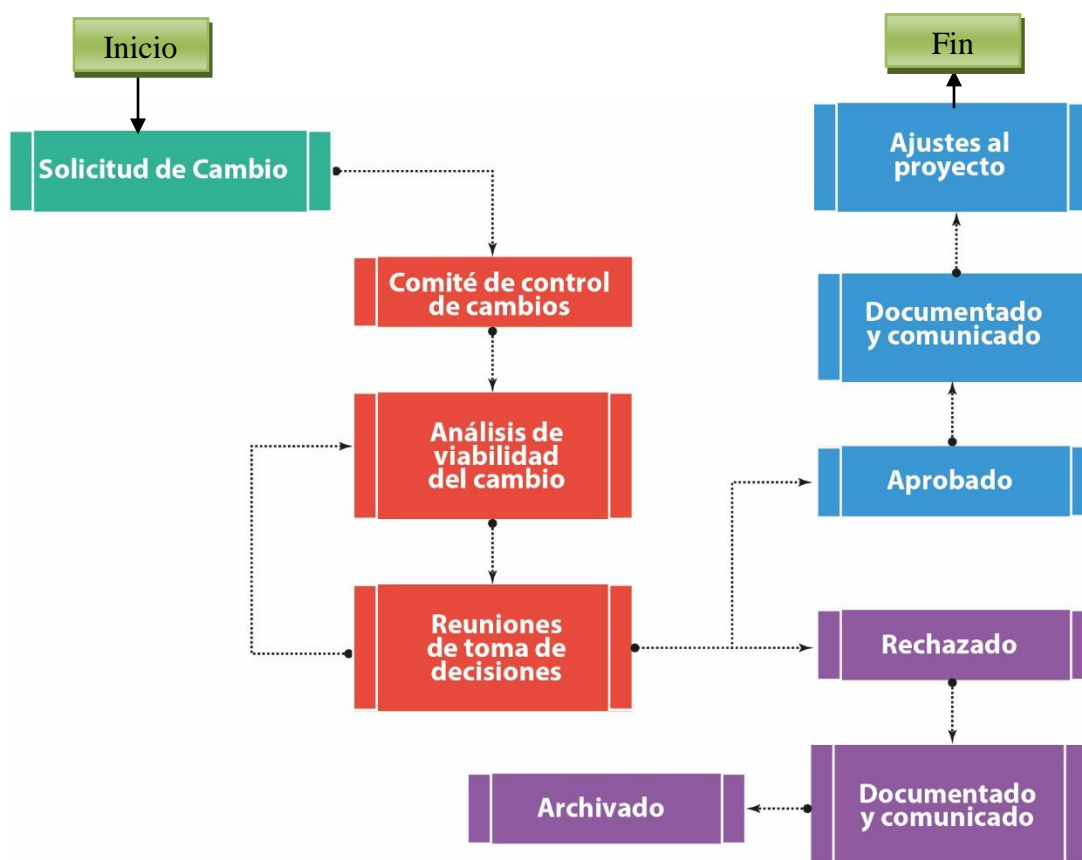 Inicio
Fin
Solicitud de Cambio
Ajustes al
proyecto
Comité de control
de cambios
Documentado
y comunicado
Análisis de
viabilidad
del cambio
Aprobado
Reuniones
de toma de
decisiones
Rechazado
Documentado
y comunicado
Archivado